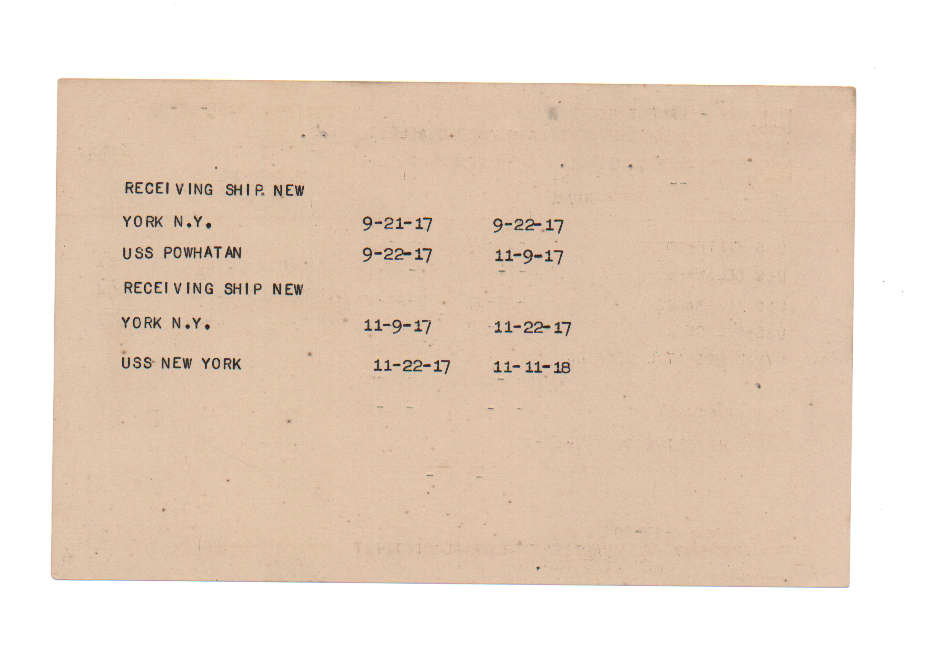 RECEIVING SHIP NEW
YORK N.Y. 9-21-17 9-22-17
USS POWHATAN 9-22-17 11-9-17
RECEIVING SHIP NEW
YORK N.Y. 11-9-17 11-22-17
USS NEW YORK 11-22-17 11-11-18